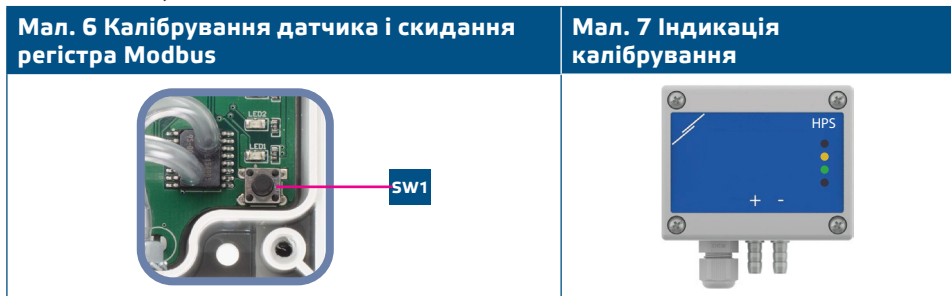 Мал. 6 Калібрування датчика і скидання
регістра Modbus
Мал. 7 Індикація
калібрування
LED2
LED1
SW1
HPS
+ -